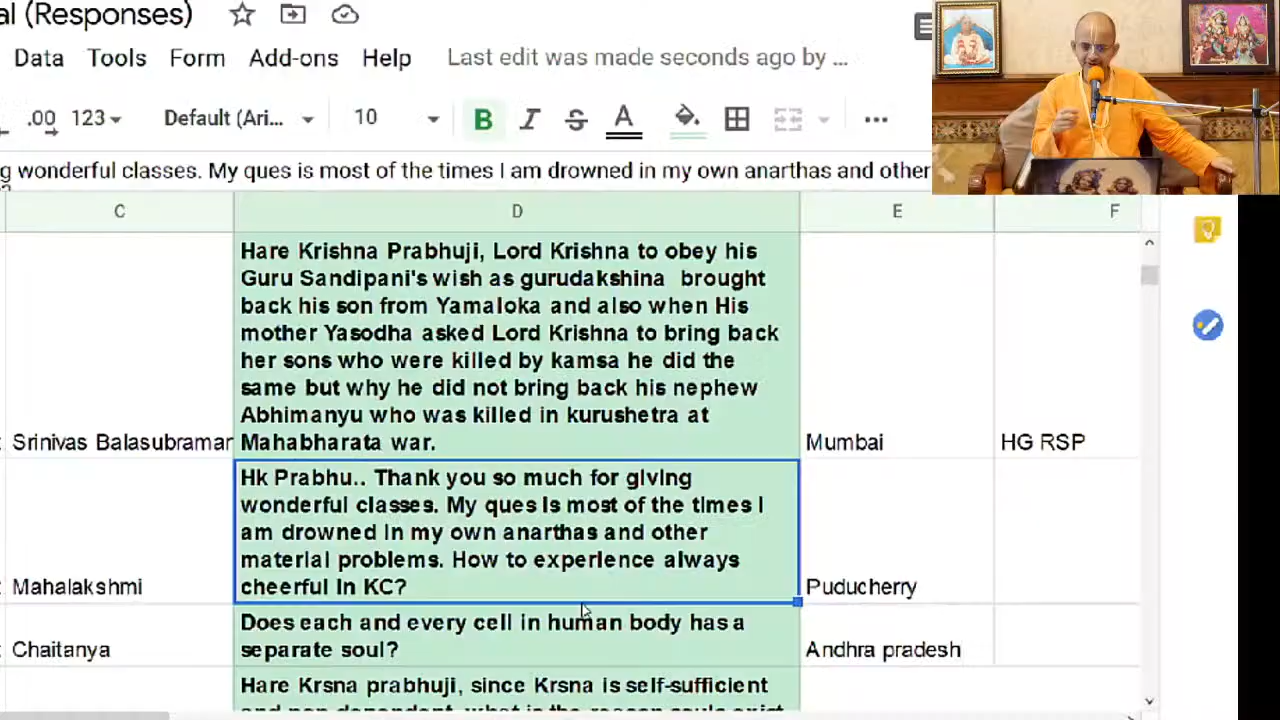 al (Responses)
Data Tools Form Add-ons Help Last edit was made seconds ago by ...
.00 123 Default (Ari... 10 B I S A ...
g wonderful classes. My ques is most of the times I am drowned in my own anarthas and other
C D E F
Hare Krishna Prabhuji, Lord Krishna to obey his
Guru Sandipani's wish as gurudakshina brought
back his son from Yamaloka and also when His
mother Yasodha asked Lord Krishna to bring back
her sons who were killed by kamsa he did the
same but why he did not bring back his nephew
Abhimanyu who was killed in kurushetra at
Srinivas Balasubramar Mahabharata war. Mumbai HG RSP
Hk Prabhu.. Thank you so much for giving
wonderful classes. My ques is most of the times I
am drowned in my own anarthas and other
material problems. How to experience always
Mahalakshmi cheerful in KC? Puducherry
Does each and every cell in human body has a
Chaitanya separate soul? Andhra pradesh
Hare Krsna prabhuji, since Krsna is self-sufficient